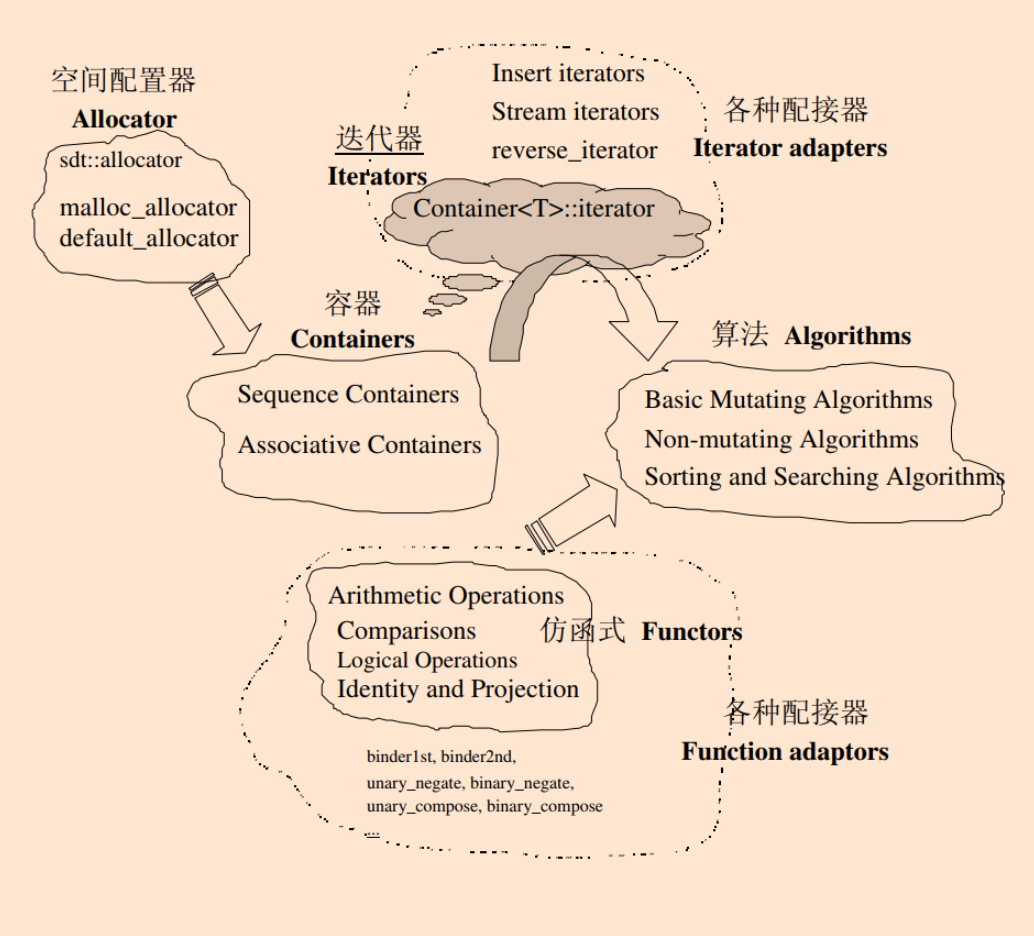 空间配置器
Allocator
sdt::allocator
malloc_allocator
default_allocator
迭代器
Iterators
Insert iterators
Stream iterators
reverse_iterator
各种配接器
Iterator adapters
Container<T>::iterator
容器
Containers
Sequence Containers
Associative Containers
算法 Algorithms
Basic Mutating Algorithms
Non-mutating Algorithms
Sorting and Searching Algorithms
Arithmetic Operations
Comparisons
Logical Operations
Identity and Projection
仿函式 Functors
各种配接器
Function adaptors
binder1st, binder2nd,
unary_negate, binary_negate,
unary_compose, binary_compose
...